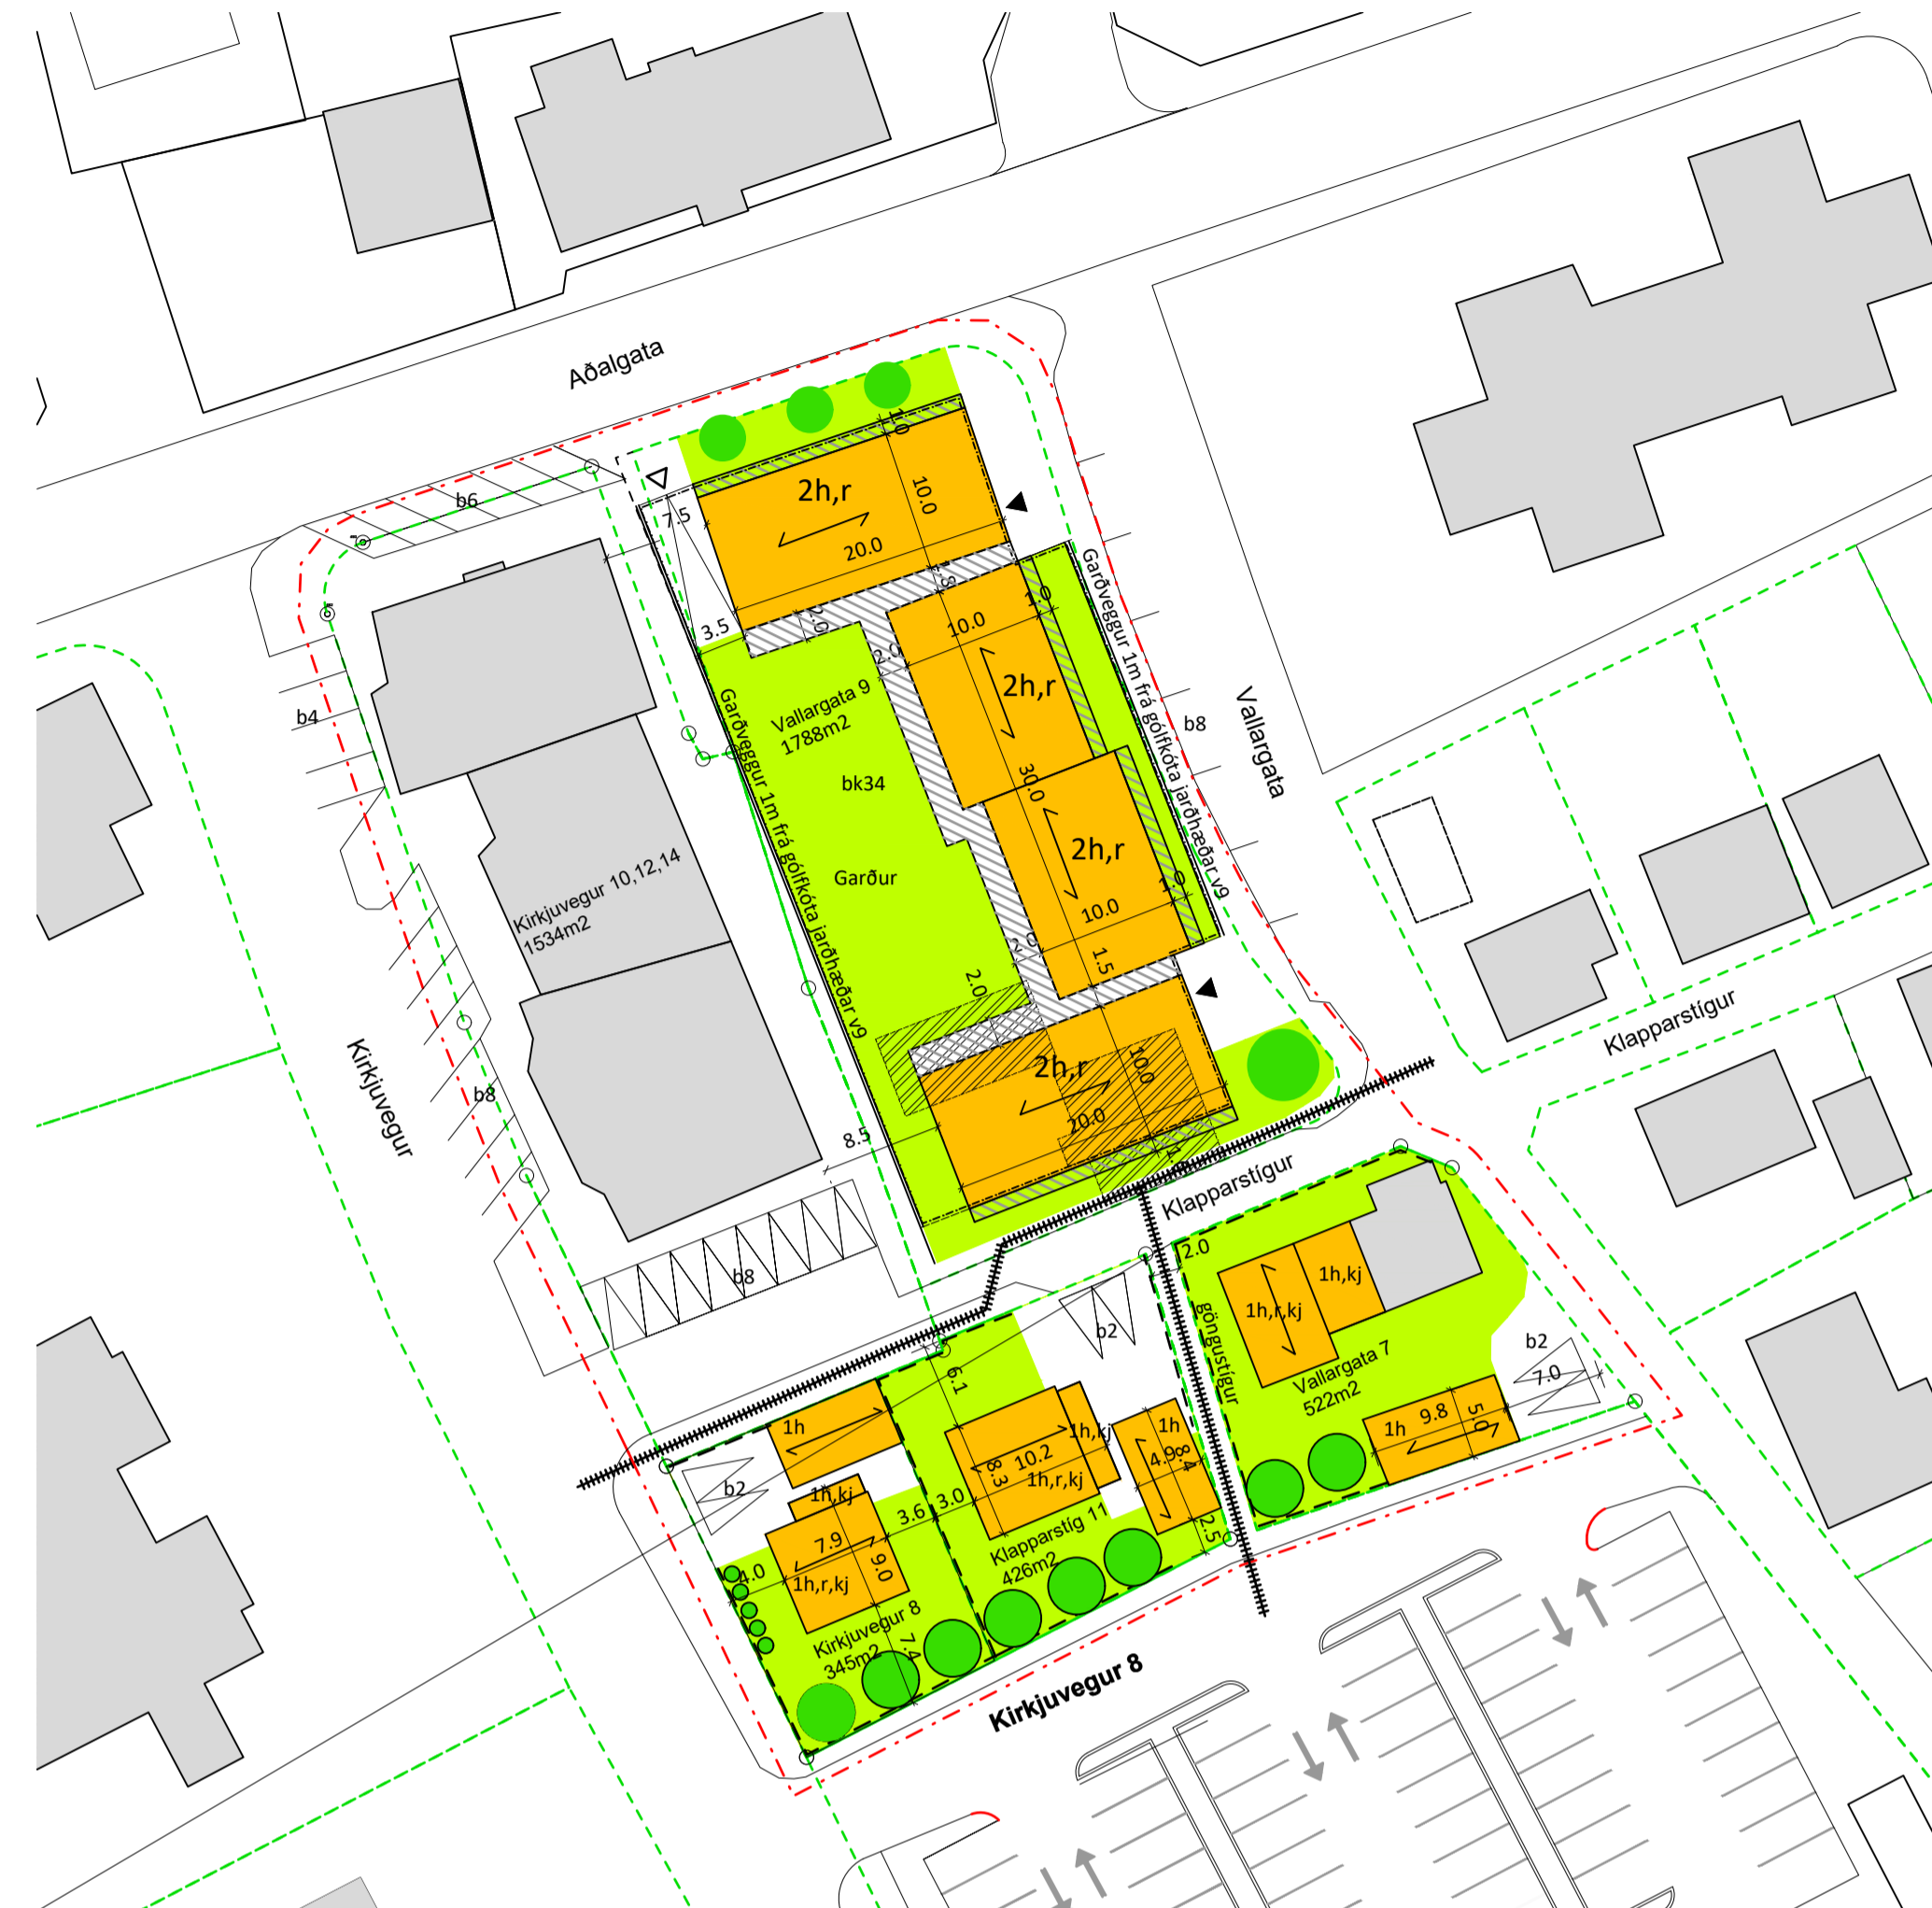 Aðalgata
b6
7.5
2h,r
1.0
10.0
20.0
1.8
3.5
2.0
1.0
10.0
2.0
2h,r
Vallargata 9
1788m2
bk34
Garður
Garðveggur 1m frá gólfkóta jarðhæðar v9
Garðveggur 1m frá gólfkóta jarðhæðar v9
b8
Vallargata
b4
30.0
2h,r
1.0
10.0
2.0
1.5
2.0
Kirkjuvegur 10,12,14
1534m2
Kirkjuvegur
b8
2h,r
10.0
20.0
8.5
Klapparstígur
Klapparstígur
b8
2.0
göngustígur
1h,r,kj
1h,kj
Vallargata 7
522m2
b2
7.0
1h
9.8
5.0
b2
6.1
1h
b2
1h,kj
10.2
8.3
1h,r,kj
1h,kj
1h
4.9
8.4
2.5
3.0
3.6
Klapparstíg 11
426m2
7.9
9.0
4.0
1h,r,kj
Kirkjuvegur 8
345m2
7.4
Kirkjuvegur 8